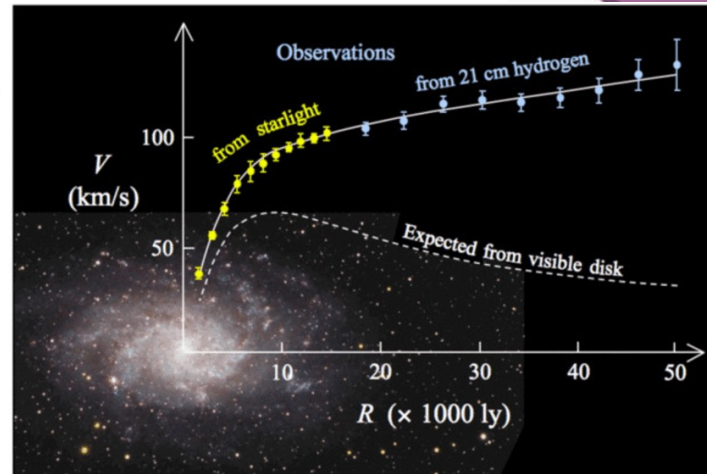 Observations
from 21 cm hydrogen
from starlight
100
V
(km/s)
50
Expected from visible disk
10
20
30
40
50
R (× 1000 ly)